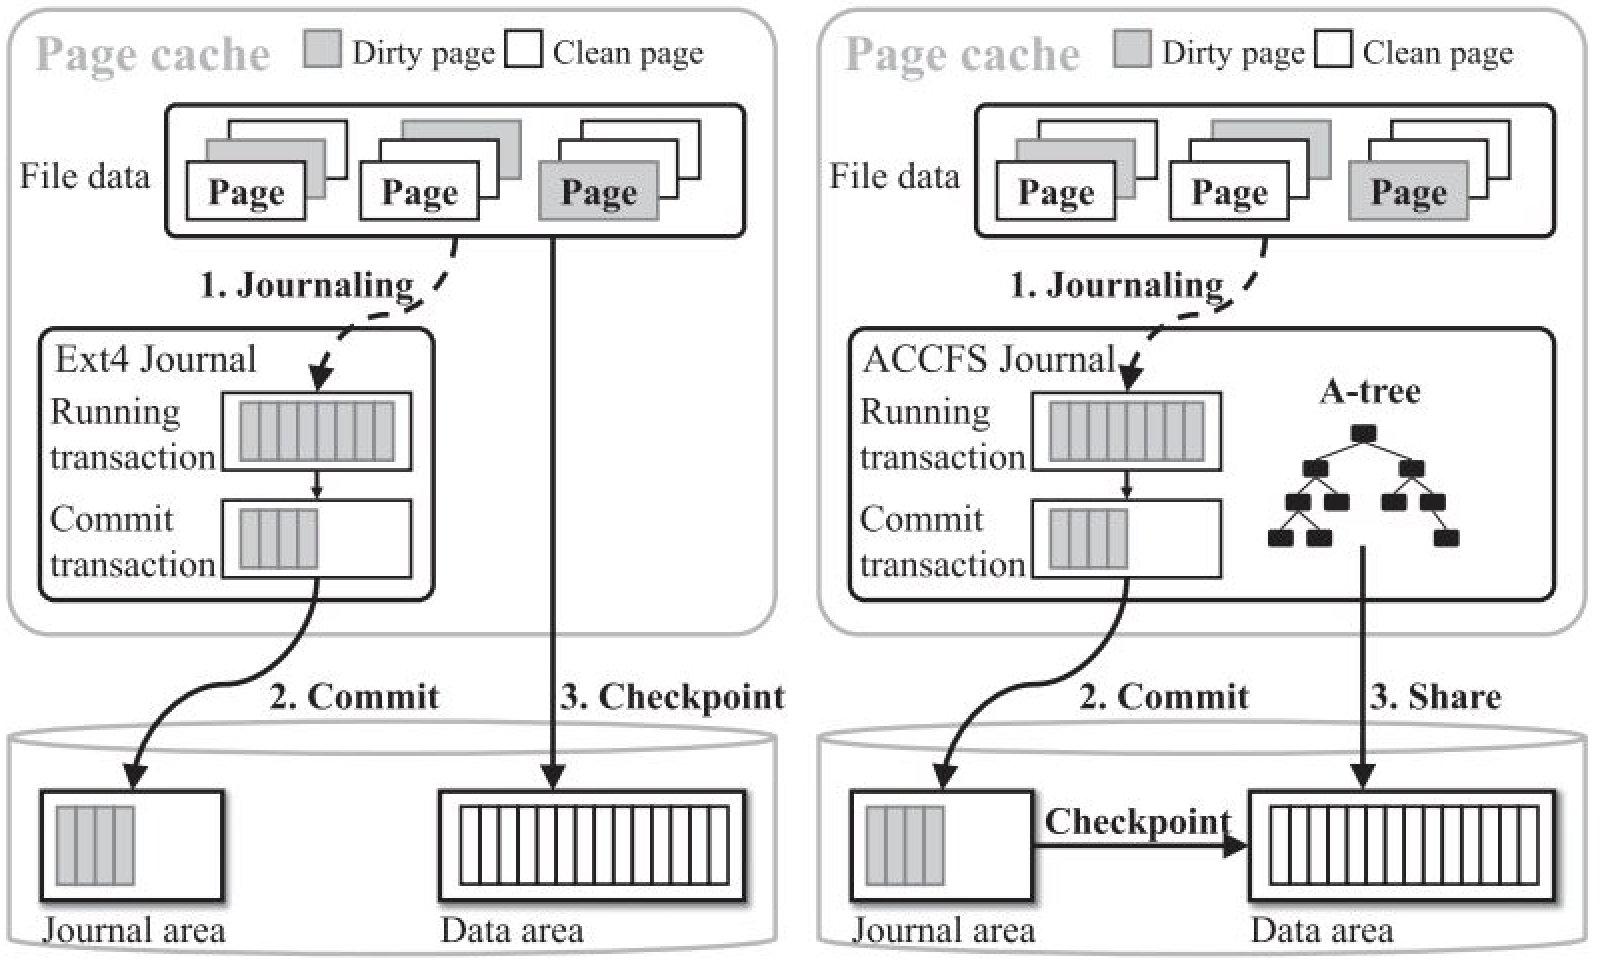 Page cache Dirty page Clean page
File data Page Page Page
1. Journaling
Ext4 Journal
Running
transaction
Commit
transaction
2. Commit 3. Checkpoint
Journal area Data area
Page cache Dirty page Clean page
File data Page Page Page
1. Journaling
ACCFS Journal
A-tree
Running
transaction
Commit
transaction
2. Commit 3. Share
Checkpoint
Journal area Data area